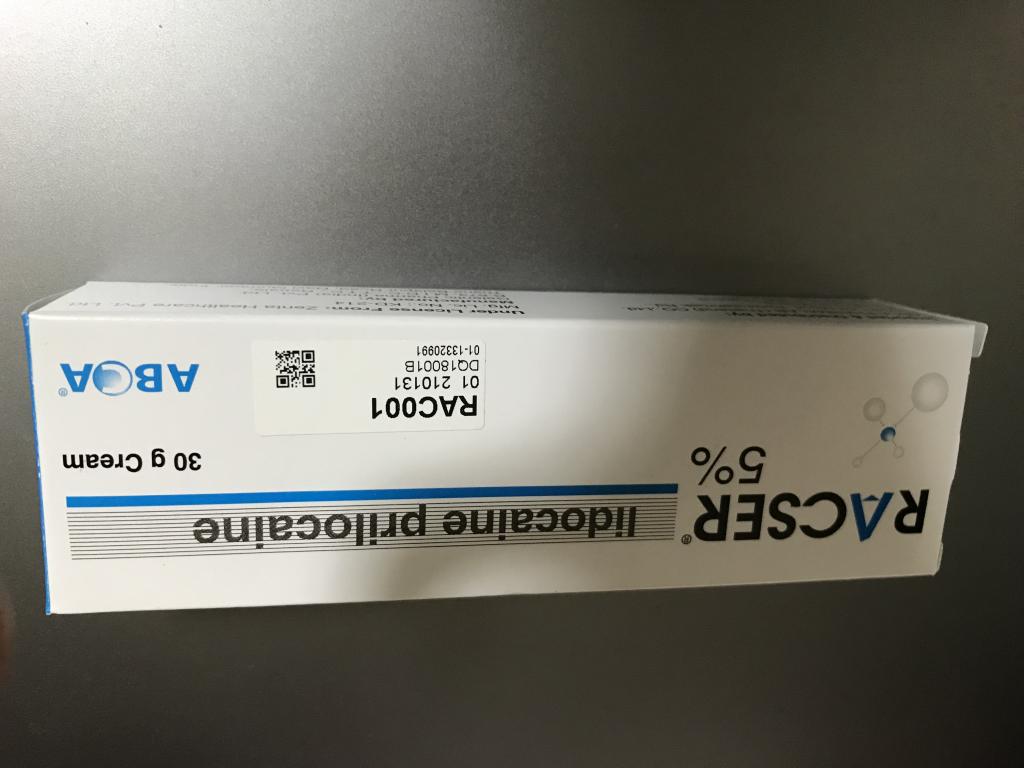 RACSER®
lidocaine prilocaine
5%
30 g Cream
RAC001
01 210131
DQ18001B
01-13320991
ABCA®
Under License From: Zenta Healthcare Pvt. Ltd